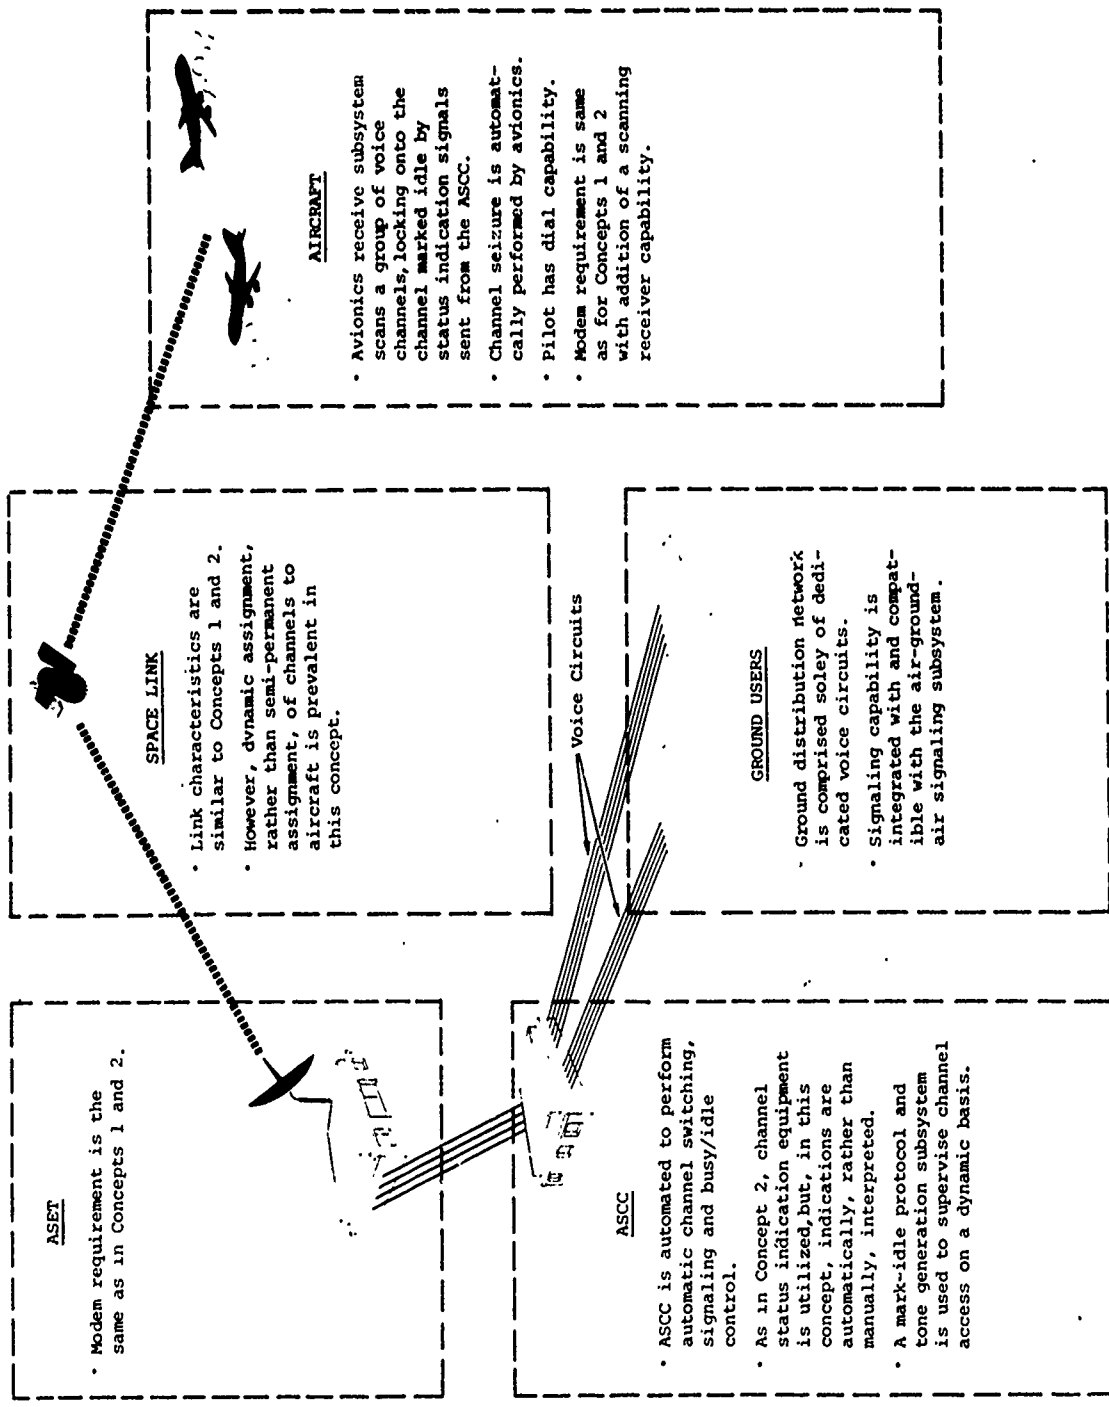 ASET
· Modem requirement is the
same as in Concepts 1 and 2.
SPACE LINK
· Link characteristics are
similar to Concepts 1 and 2.
· However, dynamic assignment,
rather than semi-permanent
assignment, of channels to
aircraft is prevalent in
this concept.
AIRCRAFT
· Avionics receive subsystem
scans a group of voice
channels, locking onto the
channel marked idle by
status indication signals
sent from the ASCC.
· Channel seizure is automat-
cally performed by avionics.
· Pilot has dial capability.
· Modem requirement is same
as for Concepts 1 and 2
with addition of a scanning
receiver capability.
ASCC
· ASCC is automated to perform
automatic channel switching,
signaling and busy/idle
control.
· As in Concept 2, channel
status indication equipment
is utilized, but, in this
concept, indications are
automatically, rather than
manually, interpreted.
· A mark-idle protocol and
tone generation subsystem
is used to supervise channel
access on a dynamic basis.
Voice Circuits
GROUND USERS
· Ground distribution network
is comprised soley of dedi-
cated voice circuits.
· Signaling capability is
integrated with and compat-
ible with the air-ground-
air signaling subsystem.